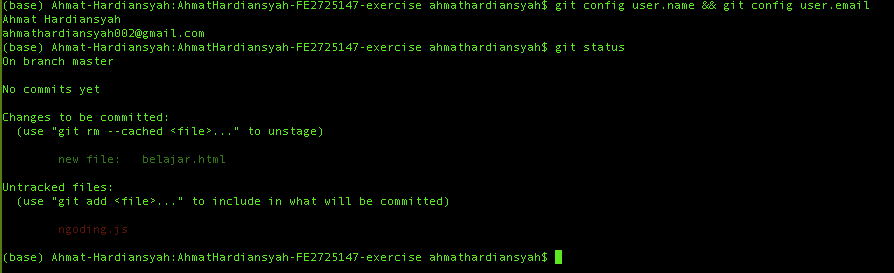 (base) Ahmat-Hardiansyah:AhmatHardiansyah-FE2725147-exercise ahmathardiansyah$ git config user.name && git config user.email
Ahmat Hardiansyah
ahmathardiansyah002@gmail.com
(base) Ahmat-Hardiansyah:AhmatHardiansyah-FE2725147-exercise ahmathardiansyah$ git status
On branch master
No commits yet
Changes to be committed:
(use "git rm --cached <file>..." to unstage)
new file: belajar.html
Untracked files:
(use "git add <file>..." to include in what will be committed)
ngoding.js
(base) Ahmat-Hardiansyah:AhmatHardiansyah-FE2725147-exercise ahmathardiansyah$